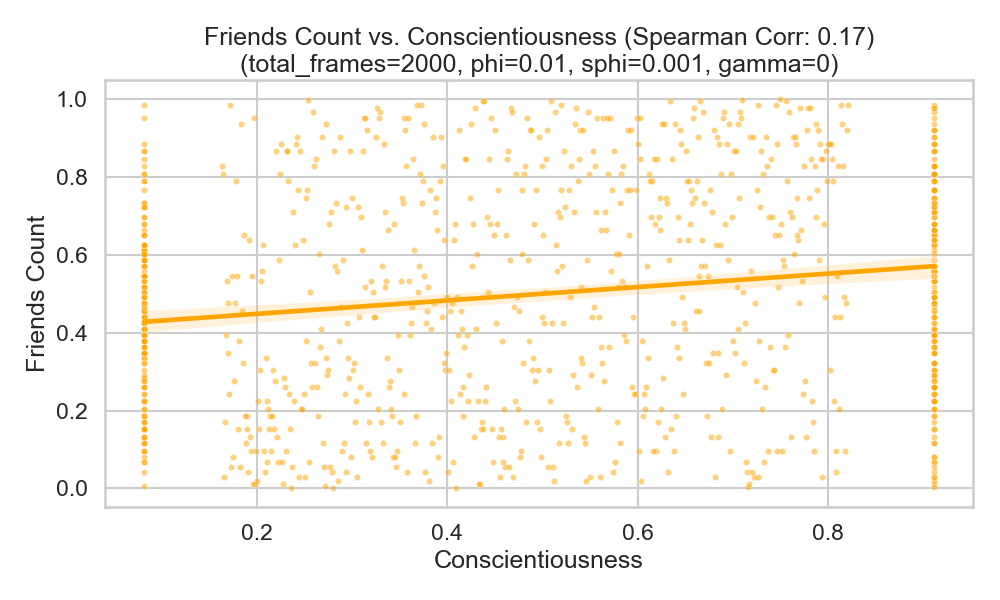 Friends Count vs. Conscientiousness (Spearman Corr: 0.17)
(total_frames=2000, phi=0.01, sphi=0.001, gamma=0)
1.0
0.8
0.6
0.4
0.2
0.0
Friends Count
0.2 0.4 0.6 0.8
Conscientiousness